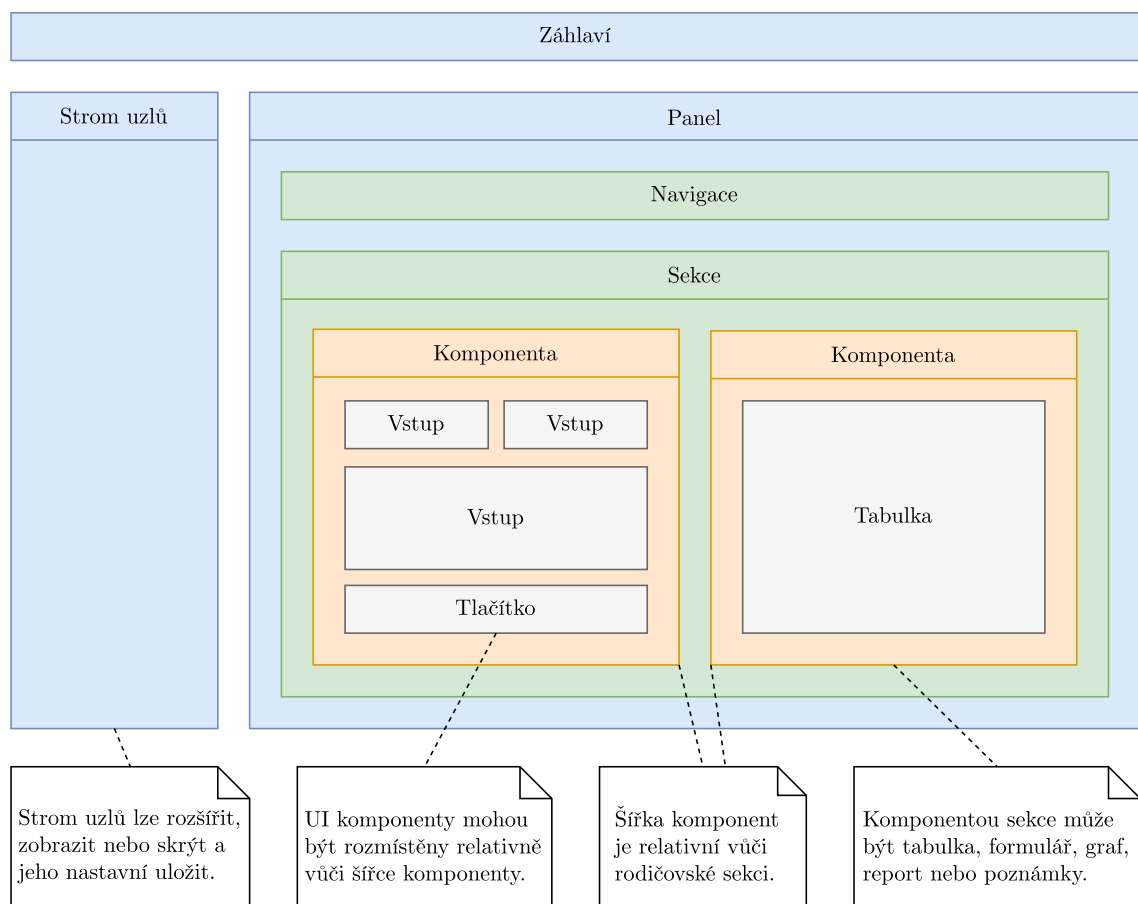 Záhlaví
Strom uzlů
Panel
Navigace
Sekce
Komponenta
Komponenta
Vstup
Vstup
Vstup
Tabulka
Tlačítko
Strom uzlů lze rozšířit,
zobrazit nebo skrýt a
jeho nastavní uložit.
UI komponenty mohou
být rozmístěny relativně
vůči šířce komponenty.
Šířka komponent
je relativní vůči
rodičovské sekci.
Komponentou sekce může
být tabulka, formulář, graf,
report nebo poznámky.